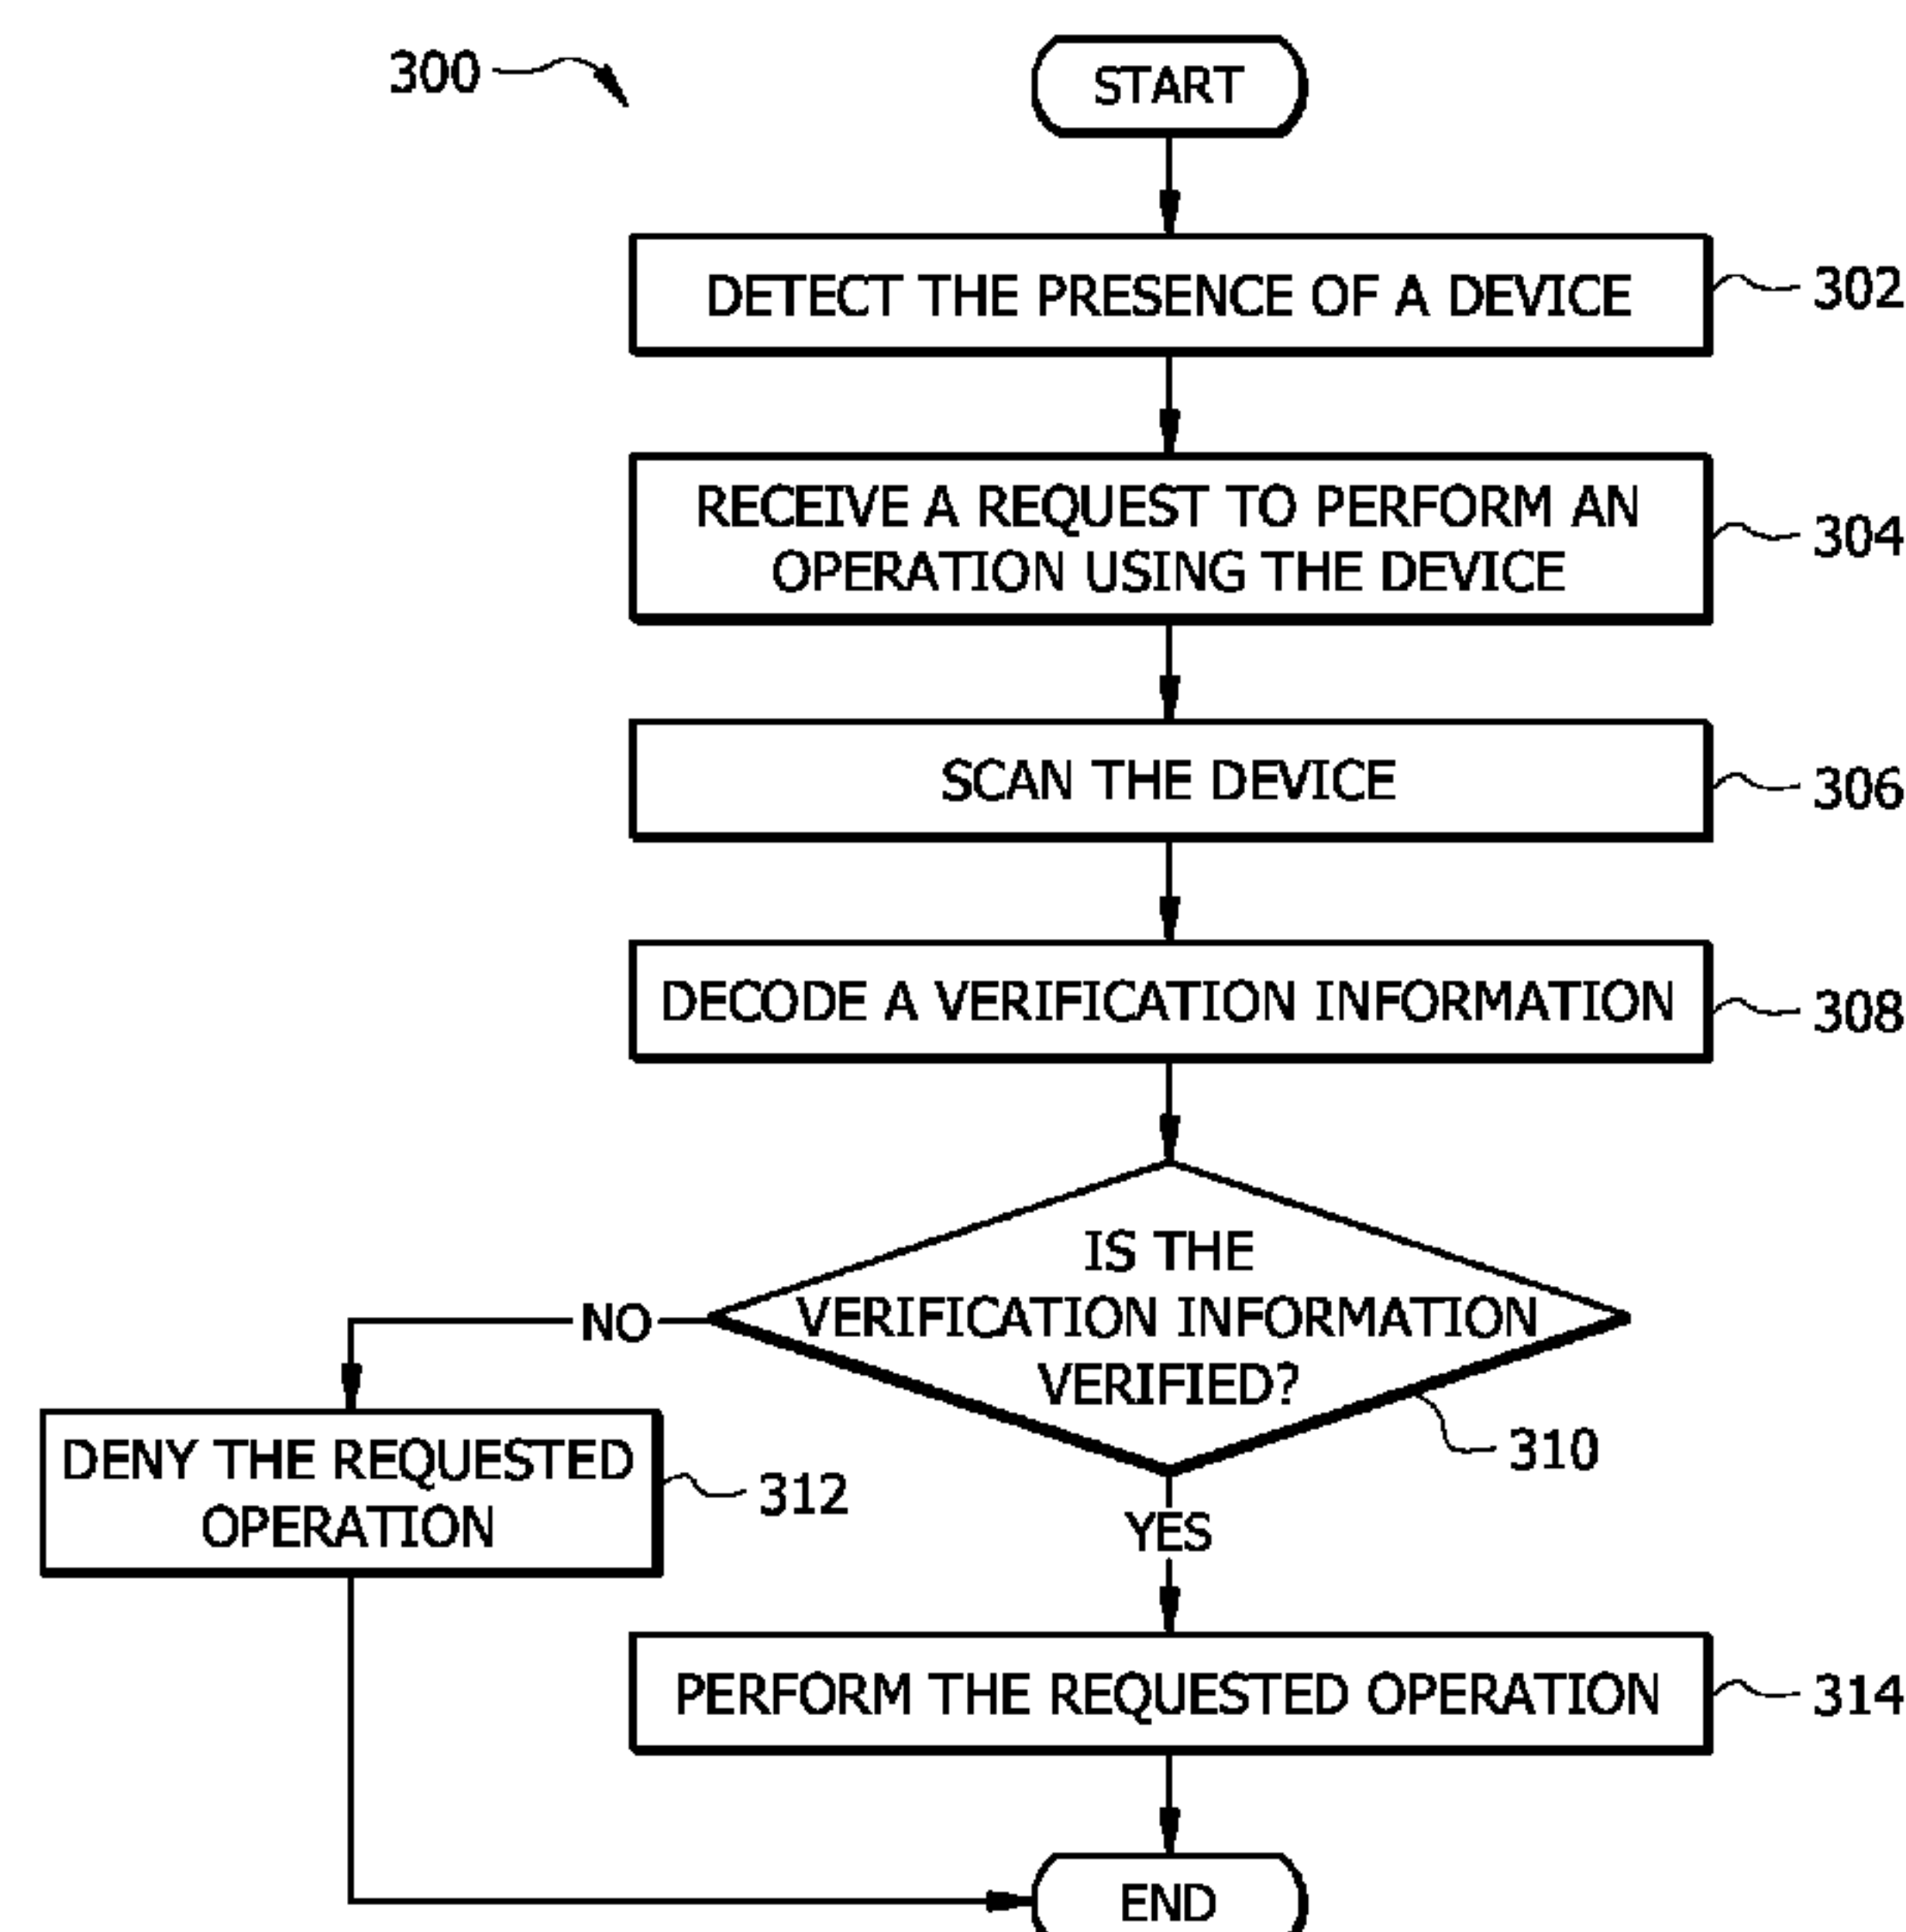 300
START
DETECT THE PRESENCE OF A DEVICE
302
RECEIVE A REQUEST TO PERFORM AN
OPERATION USING THE DEVICE
304
SCAN THE DEVICE
306
DECODE A VERIFICATION INFORMATION
308
IS THE
VERIFICATION INFORMATION
VERIFIED?
310
NO
DENY THE REQUESTED
OPERATION
312
YES
PERFORM THE REQUESTED OPERATION
314
END